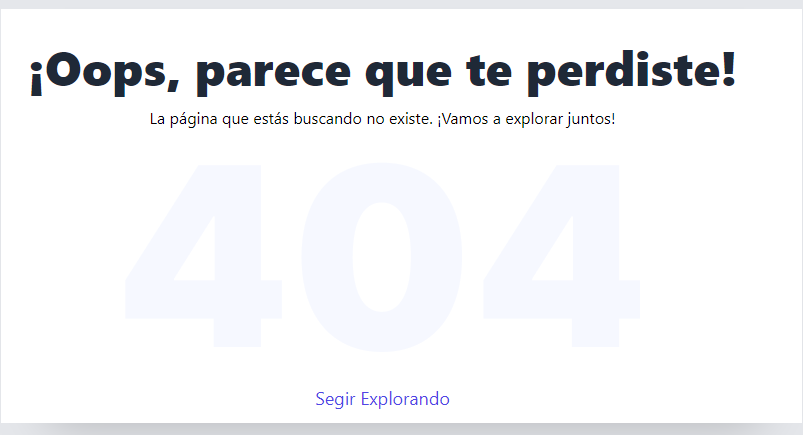 ¡Oops, parece que te perdiste!
La página que estás buscando no existe. ¡Vamos a explorar juntos!
404
Segir Explorando